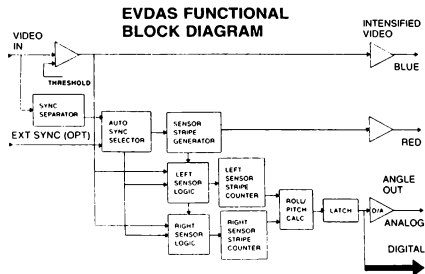 EVDAS FUNCTIONAL
BLOCK DIAGRAM
VIDEO
IN
INTENSIFIED
VIDEO
BLUE
THRESHOLD
SYNC
SEPARATOR
EXT SYNC (OPT)
AUTO
SYNC
SELECTOR
SENSOR
STRIPE
GENERATOR
RED
LEFT
SENSOR
LOGIC
LEFT
SENSOR
STRIPE
COUNTER
RIGHT
SENSOR
LOGIC
RIGHT
SENSOR
STRIPE
COUNTER
ROLL/
PITCH
CALC
LATCH
ANGLE
OUT
D/A
ANALOG
DIGITAL